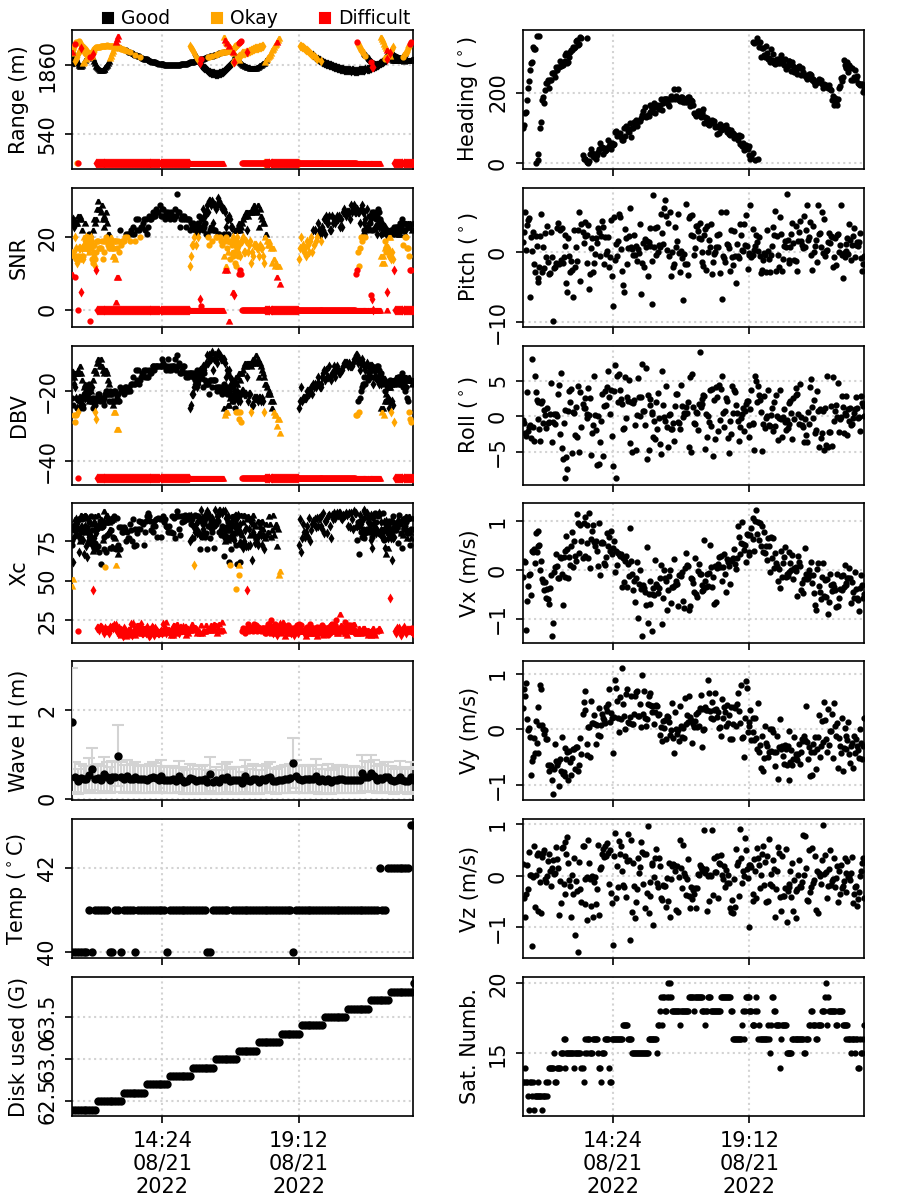 Good Okay Difficult
Range (m)
1860
540
Heading (°)
200
0
SNR
20
0
Pitch (°)
0
−10
DBV
−20
−40
Roll (°)
5
0
−5
Xc
75
50
25
Vx (m/s)
1
0
−1
Wave H (m)
2
0
Vy (m/s)
1
0
−1
Temp (°C)
42
40
Vz (m/s)
1
0
−1
Disk used (G)
63.5
63.0
62.5
Sat. Numb.
20
15
14:24 19:12 14:24 19:12
08/21 08/21 08/21 08/21
2022 2022 2022 2022